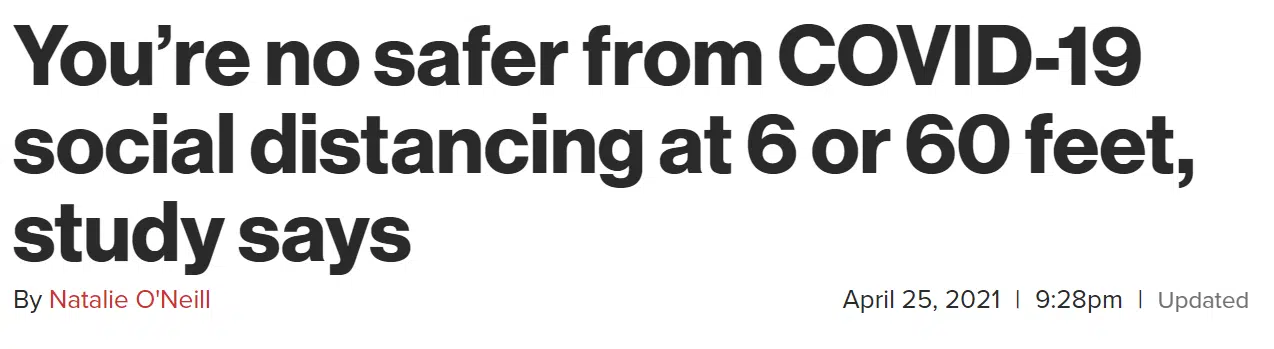 You’re no safer from COVID-19
social distancing at 6 or 60 feet,
study says
By Natalie O'Neill
April 25, 2021 | 9:28pm | Updated